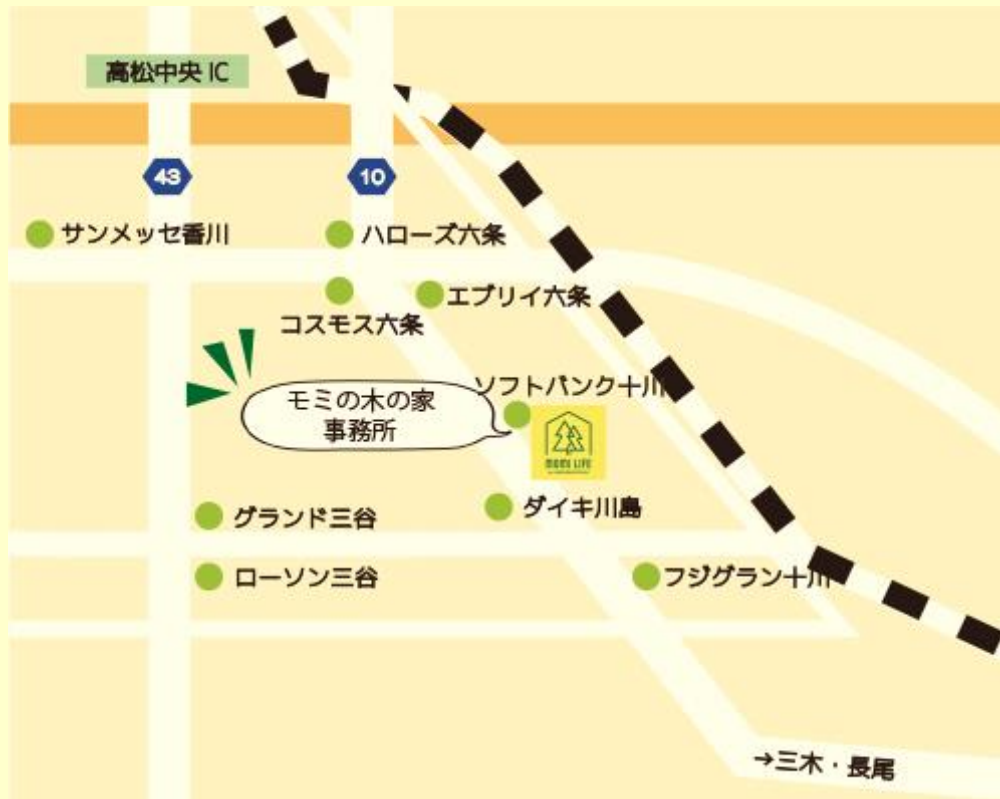 高松中央 IC
43
10
サンメッセ香川
ハローズ六条
エブリイ六条
コスモス六条
ソフトバンク十川
モミの木の家
事務所
MOMI LIFE
ダイキ川島
グランド三谷
ローソン三谷
フジグラン十川
→三木・長尾